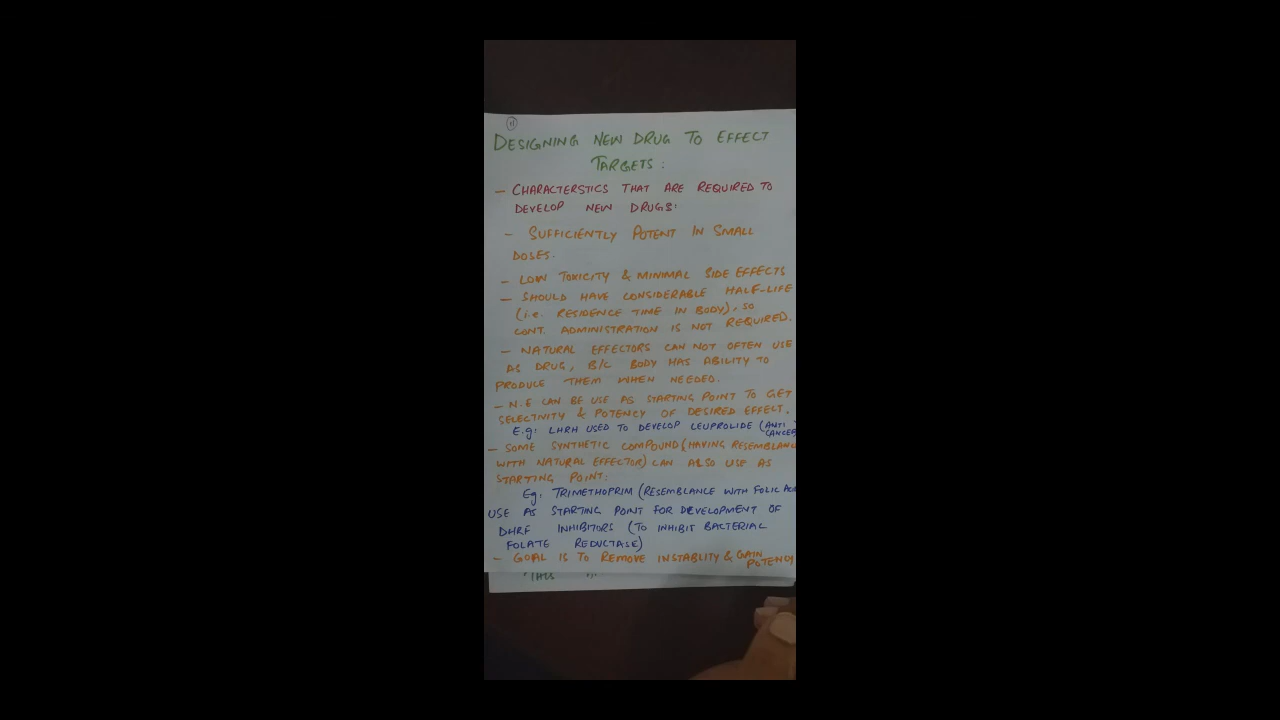 11
DESIGNING NEW DRUG TO EFFECT
TARGETS:
- CHARACTERSTICS THAT ARE REQUIRED TO
DEVELOP NEW DRUGS:
- SUFFICIENTLY POTENT IN SMALL
DOSES.
- LOW TOXICITY & MINIMAL SIDE EFFECTS
- SHOULD HAVE CONSIDERABLE HALF-LIFE
(i.e. RESIDENCE TIME IN BODY), SO
CONT. ADMINISTRATION IS NOT REQUIRED.
- NATURAL EFFECTORS CAN NOT OFTEN USE
AS DRUG, B/C BODY HAS ABILITY TO
PRODUCE THEM WHEN NEEDED.
- N.E CAN BE USE AS STARTING POINT TO GET
SELECTIVITY & POTENCY OF DESIRED EFFECT.
E.g: LHRH USED TO DEVELOP LEUPROLIDE (ANTI
CANCER
- SOME SYNTHETIC COMPOUND (HAVING RESEMBLANC
WITH NATURAL EFFECTOR) CAN ALSO USE AS
STARTING POINT:
Eg. TRIMETHOPRIM (RESEMBLANCE WITH FOLIC ACI
USE AS STARTING POINT FOR DEVELOPMENT OF
DHRF INHIBITORS (TO INHIBIT BACTERIAL
FOLATE REDUCTASE)
- GOAL IS TO REMOVE INSTABLITY & GAIN
POTENCY